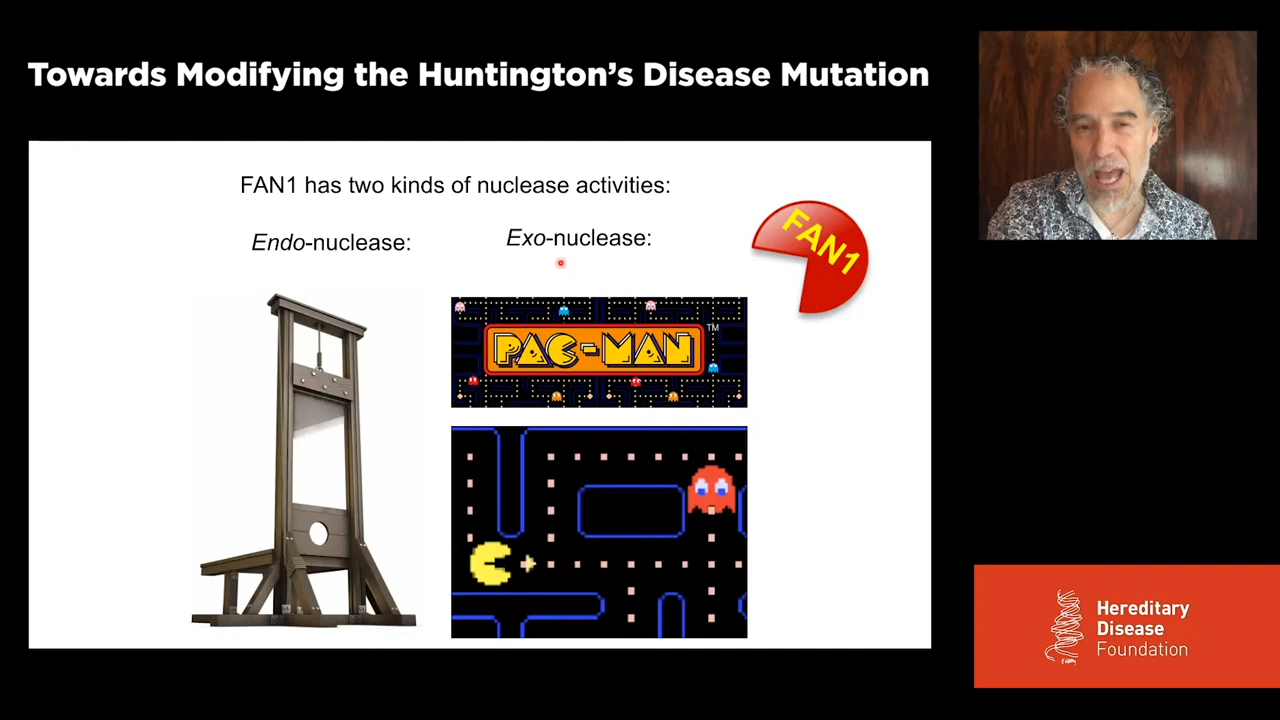 Towards Modifying the Huntington's Disease Mutation
FAN1 has two kinds of nuclease activities:
Endo-nuclease:
Exo-nuclease:
FAN1
PAC-MAN
TM
Hereditary
Disease
Foundation